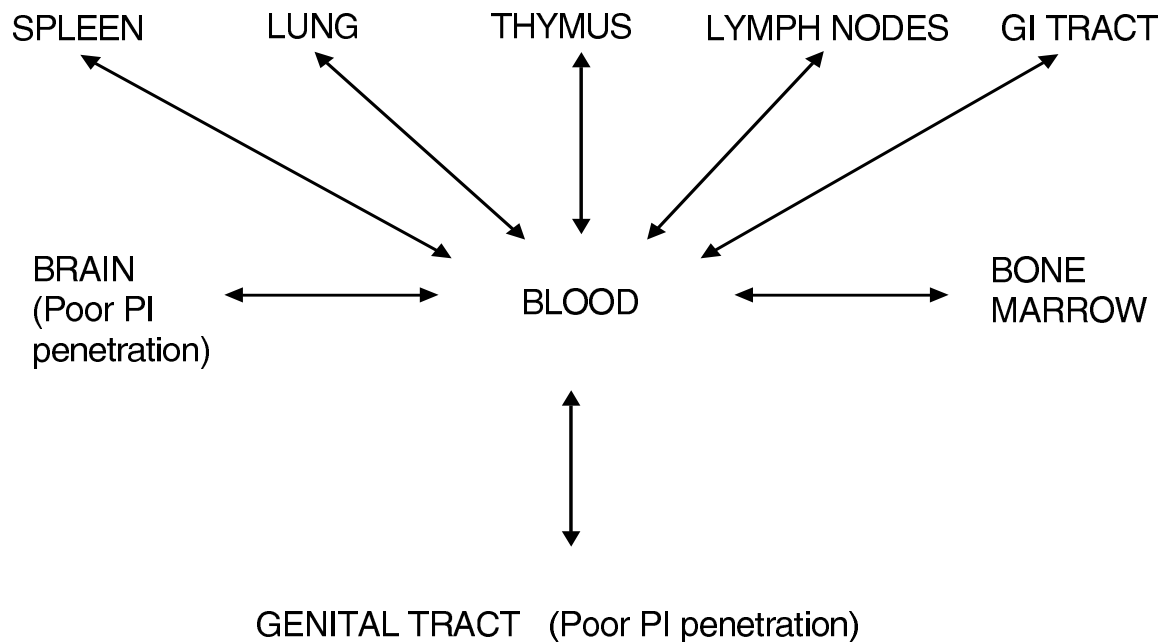 SPLEEN
LUNG
THYMUS
LYMPH NODES
GI TRACT
BRAIN
(Poor PI
penetration)
BLOOD
BONE
MARROW
GENITAL TRACT (Poor PI penetration)